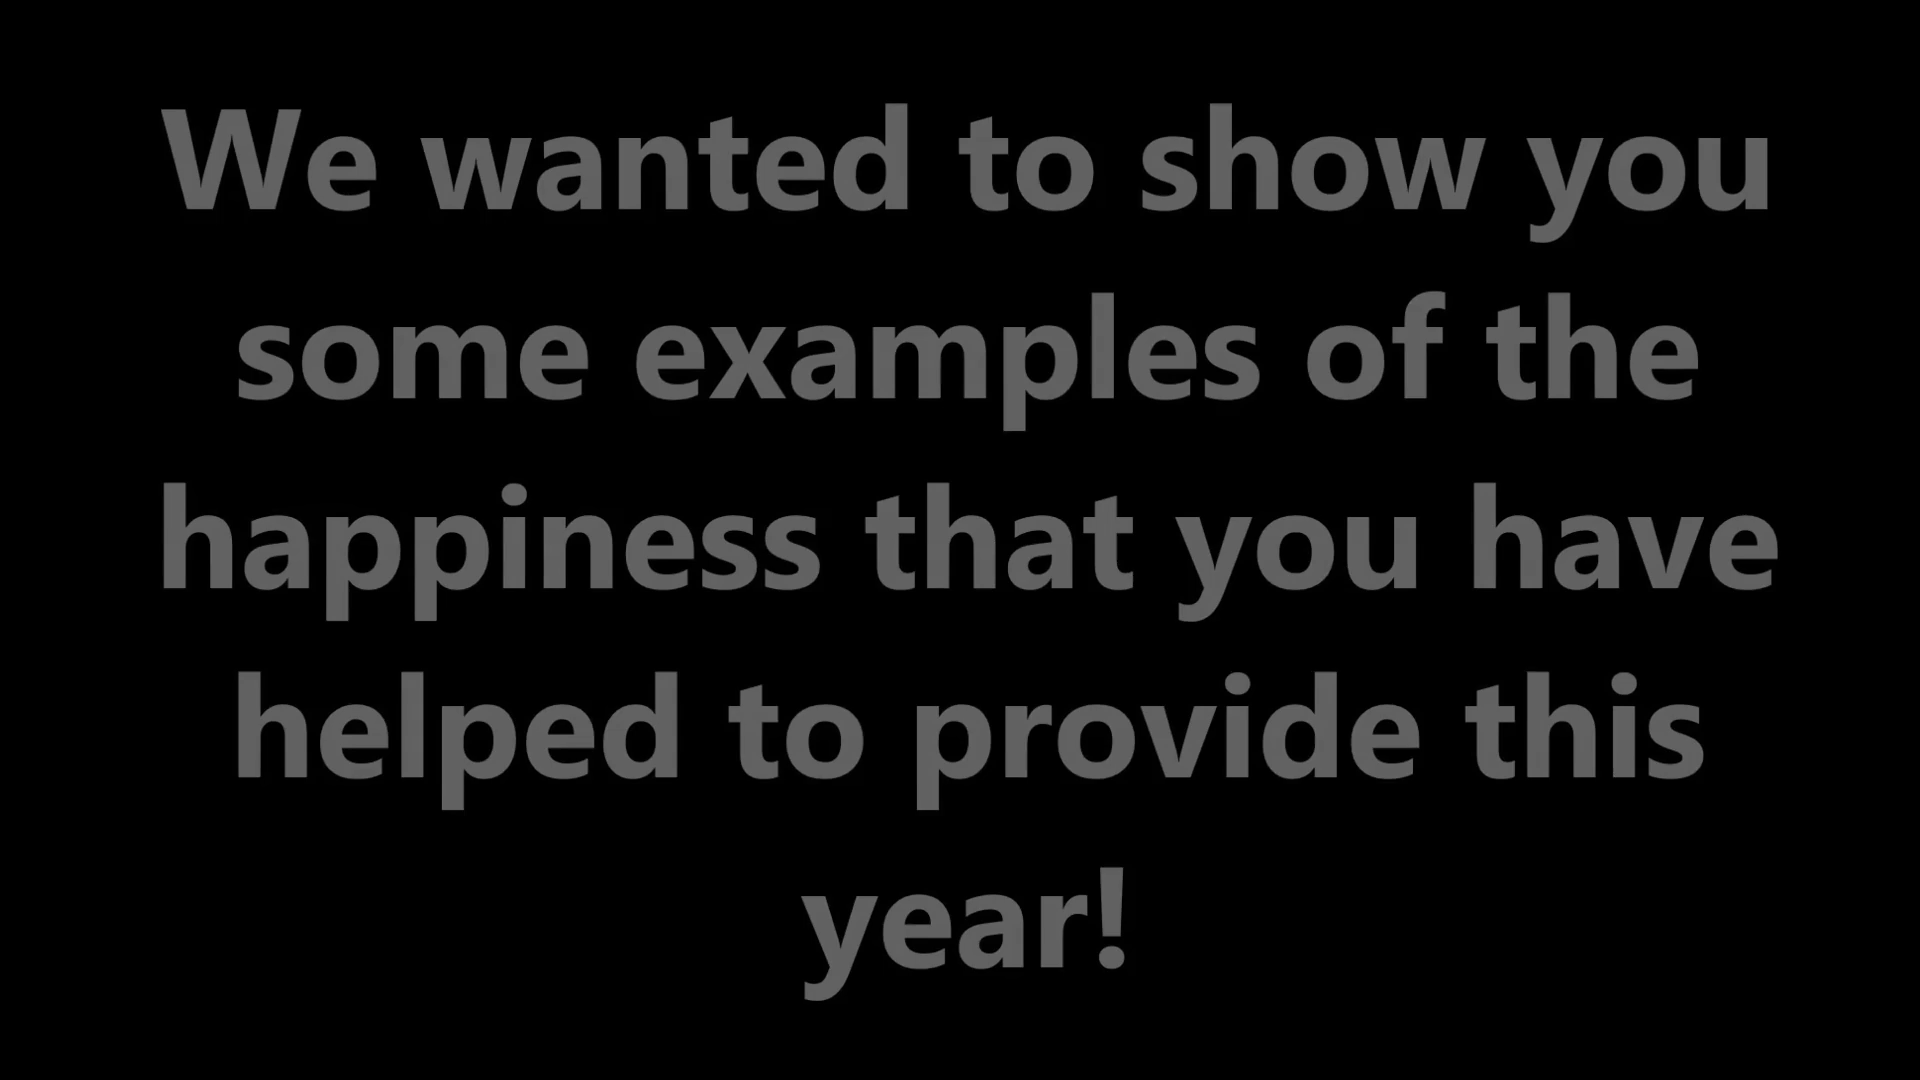 We wanted to show you
some examples of the
happiness that you have
helped to provide this
year!